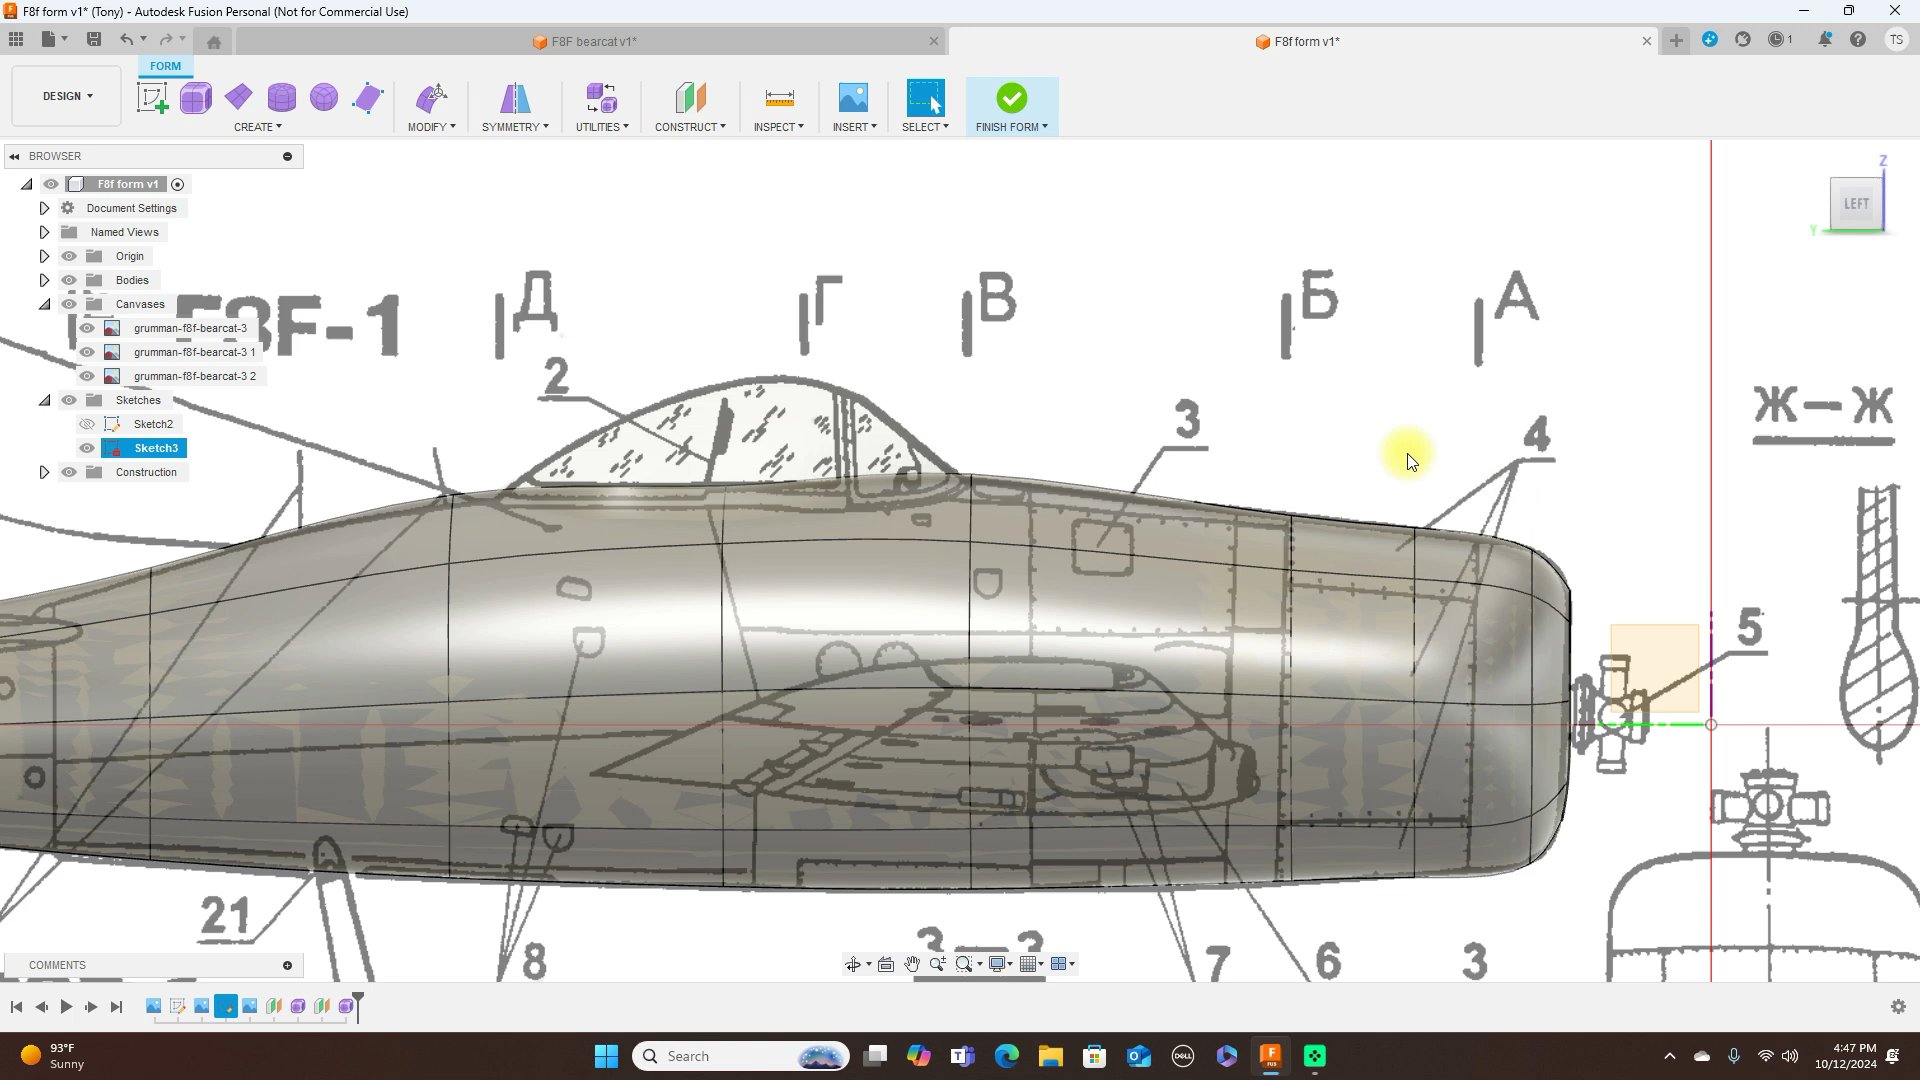 F8f form v1* (Tony) - Autodesk Fusion Personal (Not for Commercial Use)
F8F bearcat v1*
F8f form v1*
1
TS
FORM
DESIGN
CREATE
MODIFY
SYMMETRY
UTILITIES
CONSTRUCT
INSPECT
INSERT
SELECT
FINISH FORM
BROWSER
F8f form v1
Document Settings
Named Views
Origin
Bodies
Canvases
grumman-f8f-bearcat-3
grumman-f8f-bearcat-3 1
grumman-f8f-bearcat-3 2
Sketches
Sketch2
Sketch3
Construction
Z
LEFT
Y
F8F-1
Д
Г
В
Б
А
2
3
4
Ж—Ж
5
21
8
З—З
7
6
3
COMMENTS
93°F
Sunny
Search
DELL
FUS
4:47 PM
10/12/2024